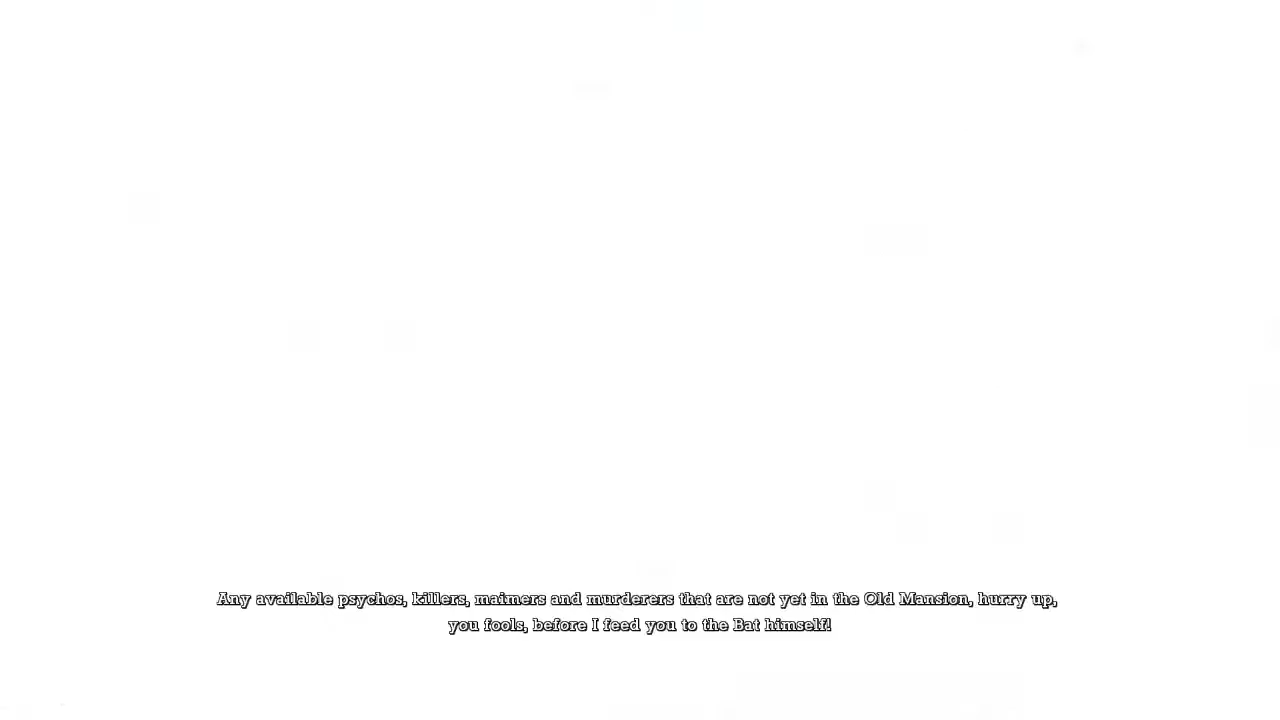 Any available psychos, killers, maimers and murderers that are not yet in the Old Mansion, hurry up,
you fools, before I feed you to the Bat himself!